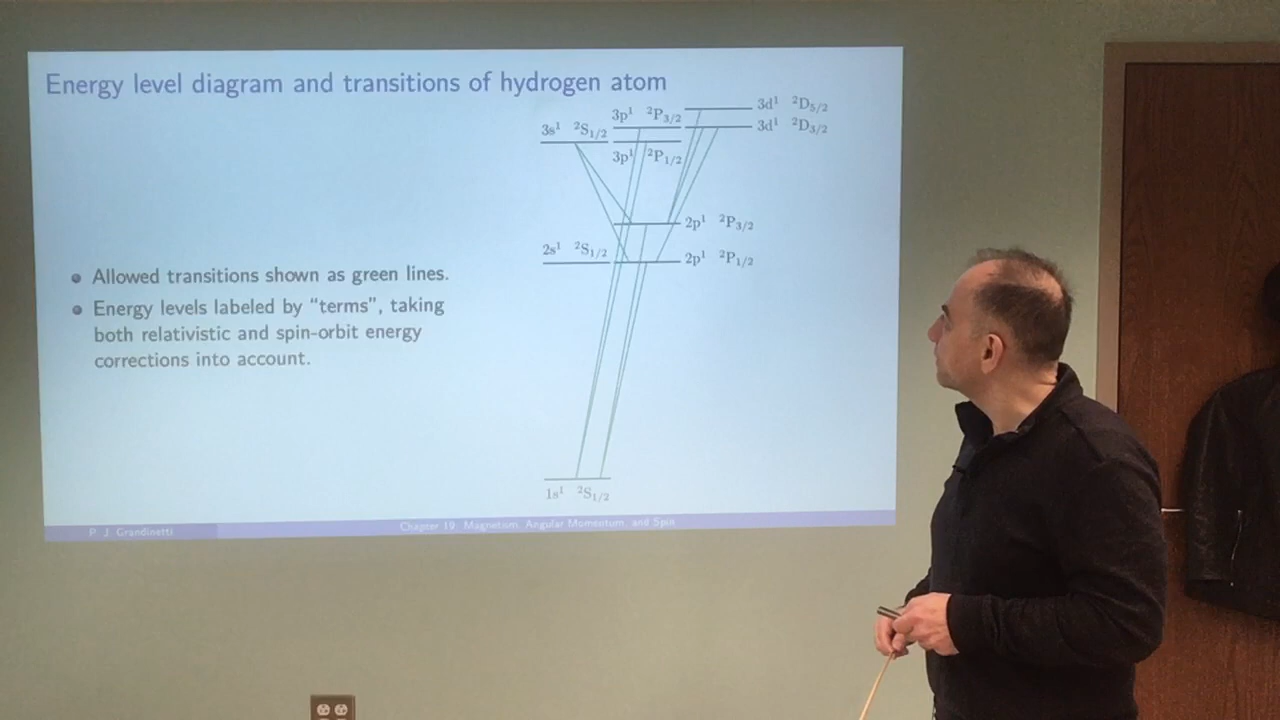 Energy level diagram and transitions of hydrogen atom
3d¹ ²D₅/₂
3p¹ ²P₃/₂
3s¹ ²S₁/₂
3d¹ ²D₃/₂
3p¹ ²P₁/₂
2p¹ ²P₃/₂
2s¹ ²S₁/₂
2p¹ ²P₁/₂
• Allowed transitions shown as green lines.
• Energy levels labeled by “terms”, taking
both relativistic and spin-orbit energy
corrections into account.
1s¹ ²S₁/₂
P. J. Grandinetti
Chapter 19: Magnetism, Angular Momentum, and Spin